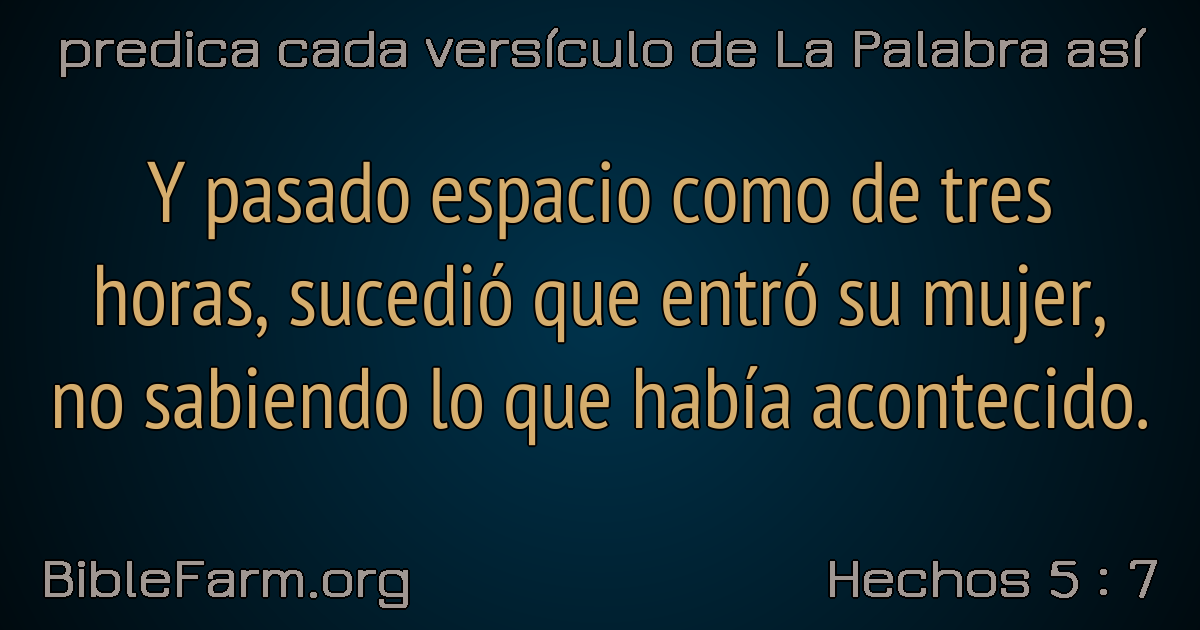 predica cada versículo de La Palabra así
Y pasado espacio como de tres
horas, sucedió que entró su mujer,
no sabiendo lo que había acontecido.
BibleFarm.org
Hechos 5 : 7